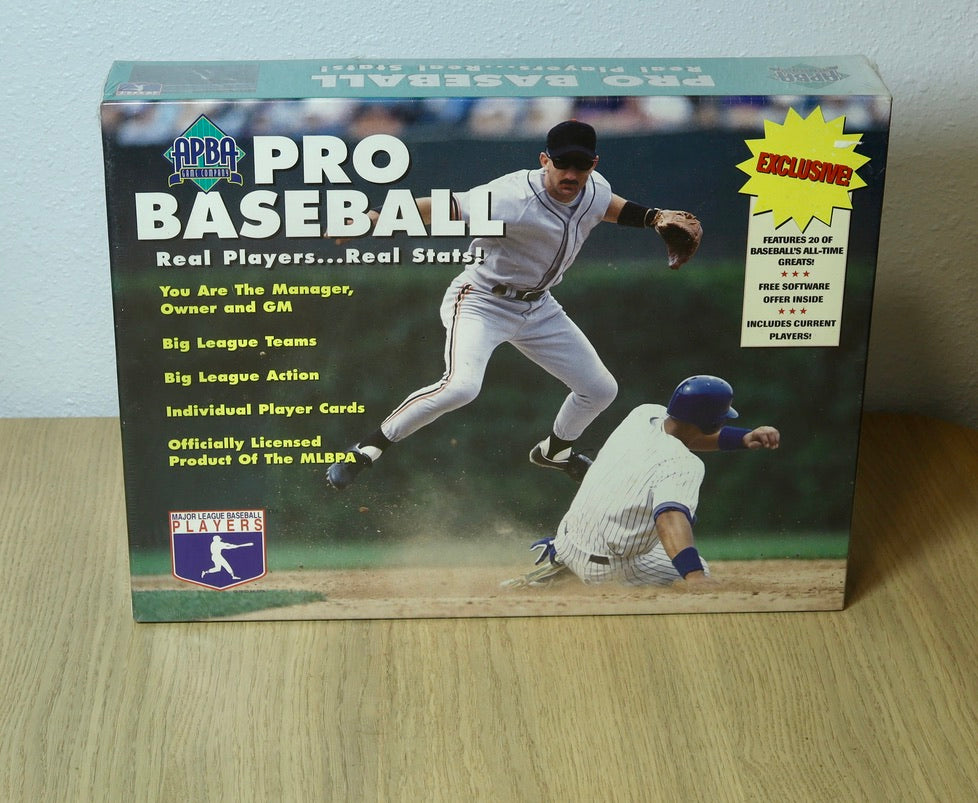 PRO BASEBALL
Real Players...Real Stats!
APBA
GAME COMPANY
PRO
BASEBALL
Real Players...Real Stats!
You Are The Manager,
Owner and GM
Big League Teams
Big League Action
Individual Player Cards
Officially Licensed
Product Of The MLBPA
MAJOR LEAGUE BASEBALL
PLAYERS
EXCLUSIVE!
FEATURES 20 OF
BASEBALL'S ALL-TIME
GREATS!
★ ★ ★
FREE SOFTWARE
OFFER INSIDE
★ ★ ★
INCLUDES CURRENT
PLAYERS!